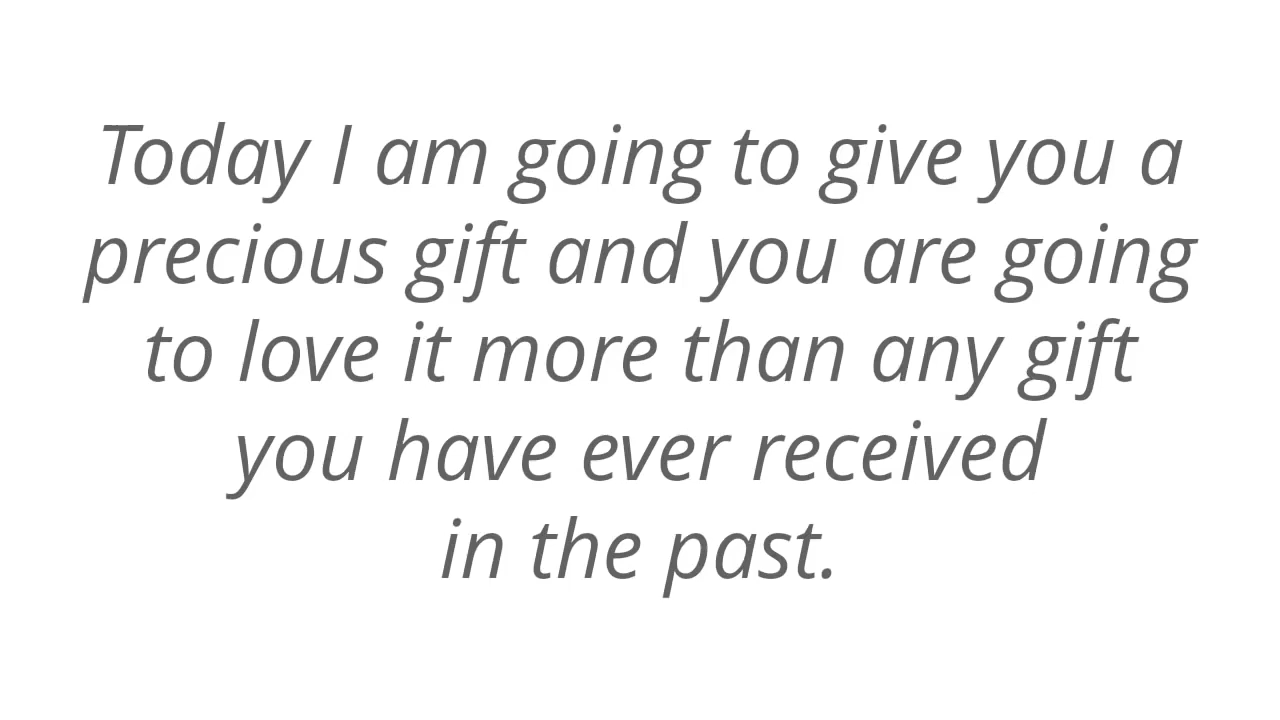 Today I am going to give you a
precious gift and you are going
to love it more than any gift
you have ever received
in the past.